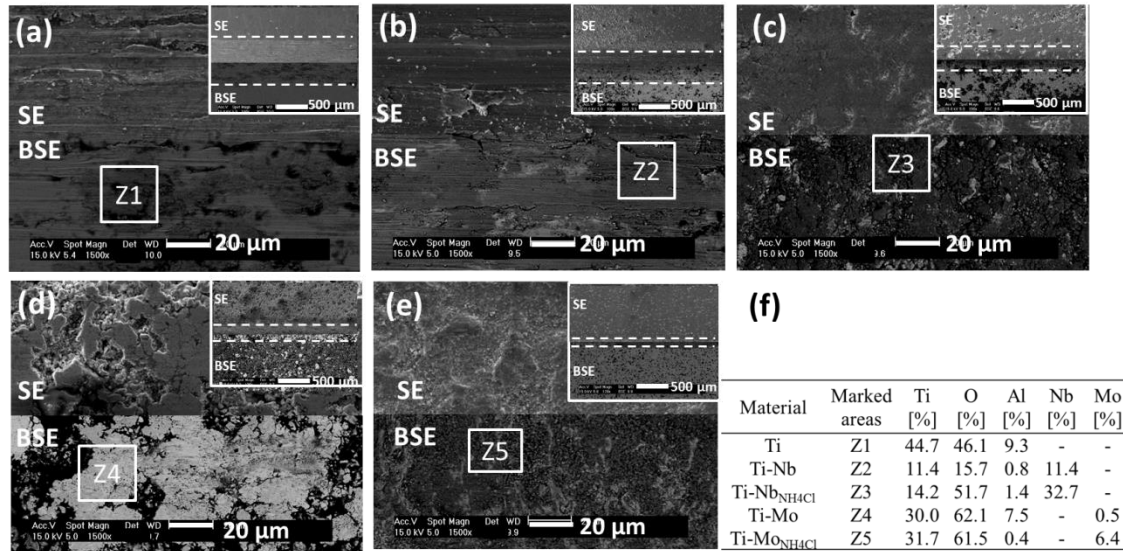 (a)
SE
BSE
500 µm
SE
BSE
Z1
Acc.V Spot Magn Det WD
15.0 kV 5.4 1500x 10.0
20 µm
(b)
SE
BSE
500 µm
SE
BSE
Z2
Acc.V Spot Magn Det WD
15.0 kV 5.0 1500x 9.5
20 µm
(c)
SE
BSE
500 µm
SE
BSE
Z3
Acc.V Spot Magn Det WD
15.0 kV 5.0 1500x 9.6
20 µm
(d)
SE
BSE
500 µm
SE
BSE
Z4
Acc.V Spot Magn Det WD
15.0 kV 5.0 1500x
20 µm
(e)
SE
BSE
500 µm
SE
BSE
Z5
Acc.V Spot Magn Det WD
15.0 kV 5.0 1500x 9.9
20 µm
(f)
Material Marked areas Ti [%] O [%] Al [%] Nb [%] Mo [%]
Ti Z1 44.7 46.1 9.3 - -
Ti-Nb Z2 11.4 15.7 0.8 11.4 -
Ti-NbNH4Cl Z3 14.2 51.7 1.4 32.7 -
Ti-Mo Z4 30.0 62.1 7.5 - 0.5
Ti-MoNH4Cl Z5 31.7 61.5 0.4 - 6.4